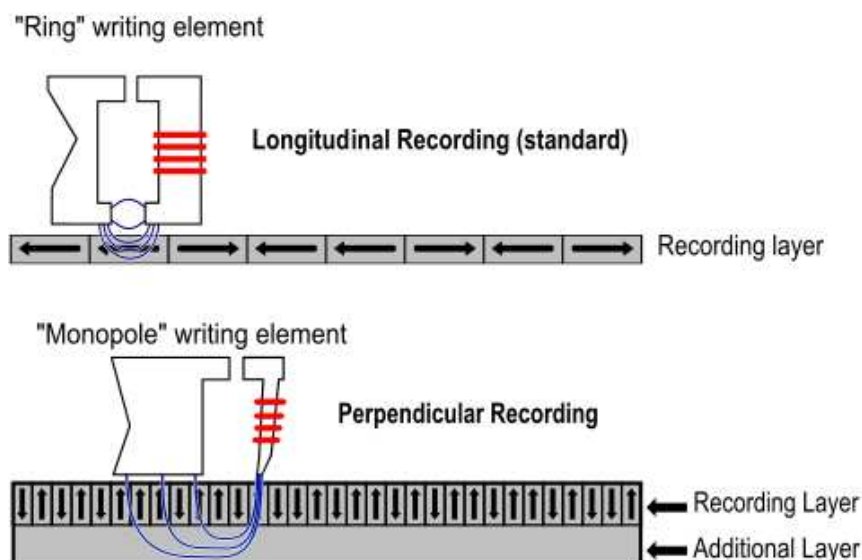 "Ring" writing element
Longitudinal Recording (standard)
Recording layer
"Monopole" writing element
Perpendicular Recording
Recording Layer
Additional Layer